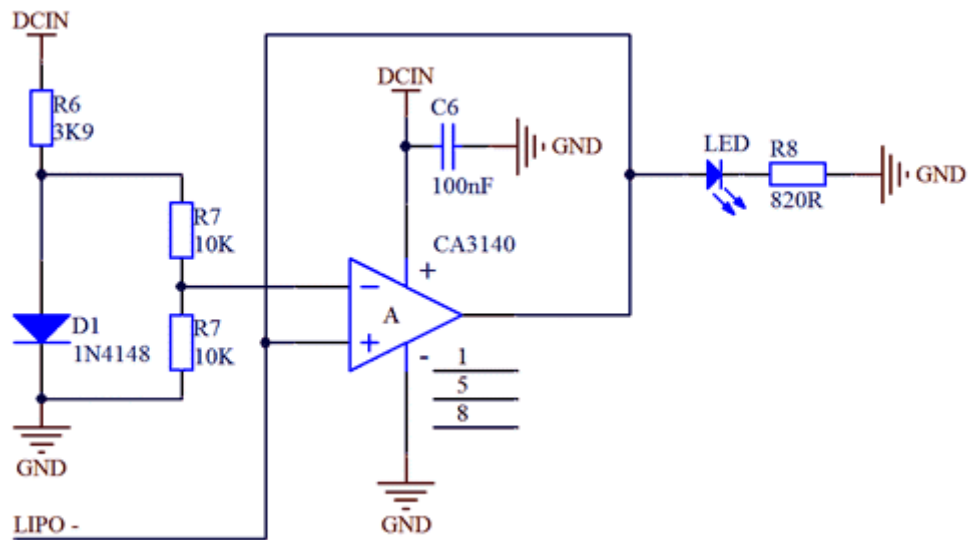 DCIN
R6
3K9
R7
10K
D1
1N4148
R7
10K
GND
LIPO -
DCIN
C6
100nF
GND
CA3140
+
−
A
+
-
1
5
8
GND
LED
R8
820R
GND